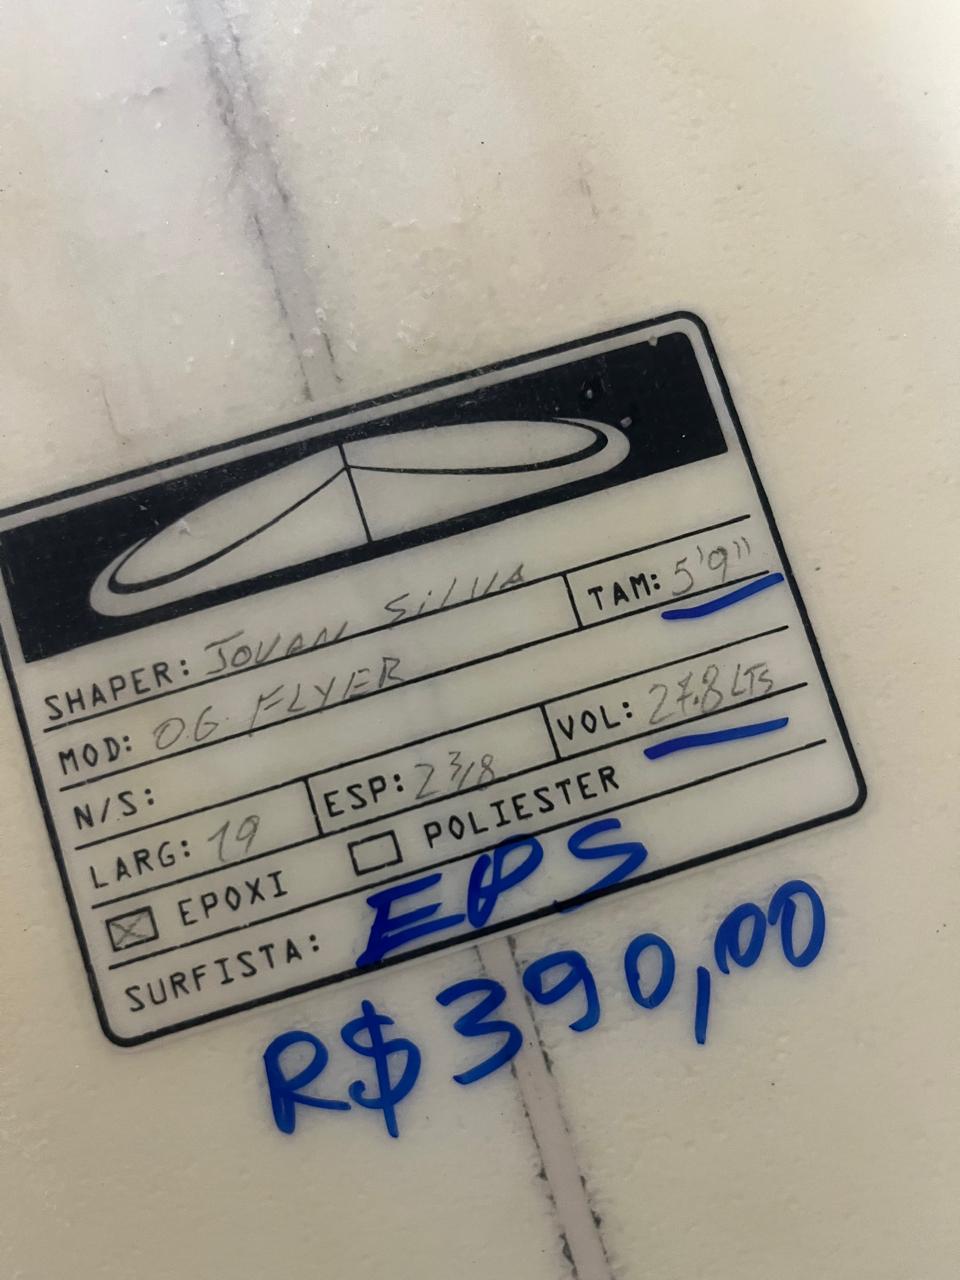 SHAPER: JOVAN SILVA TAM: 5'9"
MOD: OG FLYER
N/S: VOL: 27.8 LTS
LARG: 19 ESP: 2 3/8
EPOXI POLIESTER
SURFISTA: EPS
R$390,00